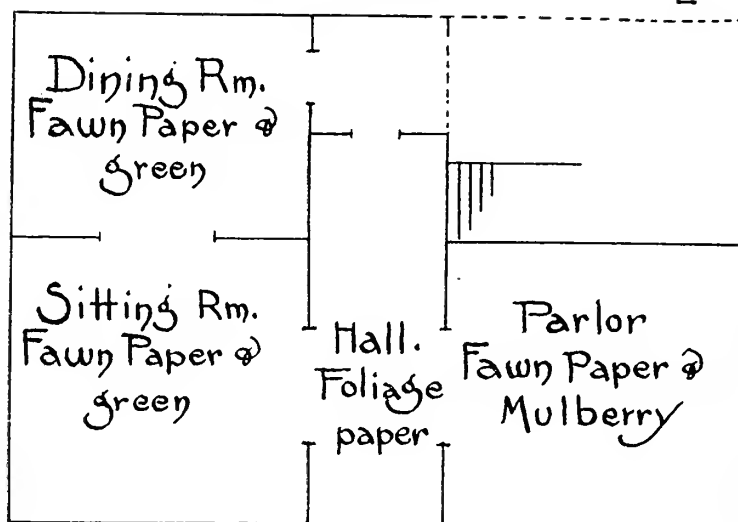 Dining Rm.
Fawn Paper &
green
Sitting Rm.
Fawn Paper &
green
Hall.
Foliage
paper
Parlor
Fawn Paper &
Mulberry